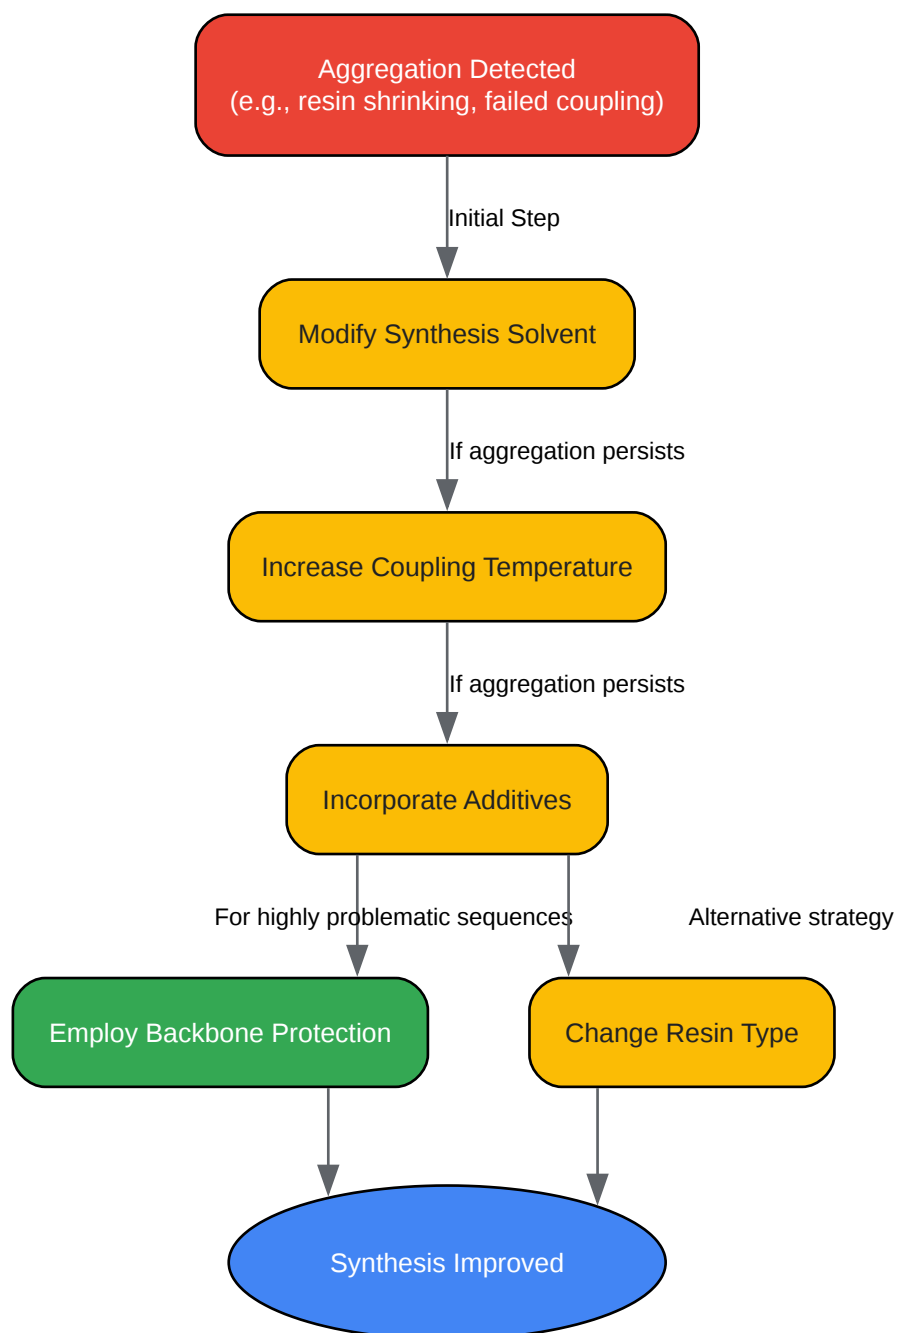 Aggregation Detected
(e.g., resin shrinking, failed coupling)
Initial Step
Modify Synthesis Solvent
If aggregation persists
Increase Coupling Temperature
If aggregation persists
Incorporate Additives
For highly problematic sequences
Alternative strategy
Employ Backbone Protection
Change Resin Type
Synthesis Improved